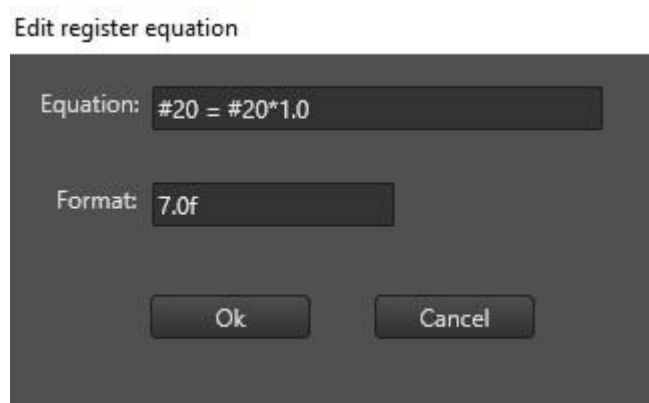 Edit register equation
Equation: #20 = #20*1.0
Format: 7.0f
Ok Cancel